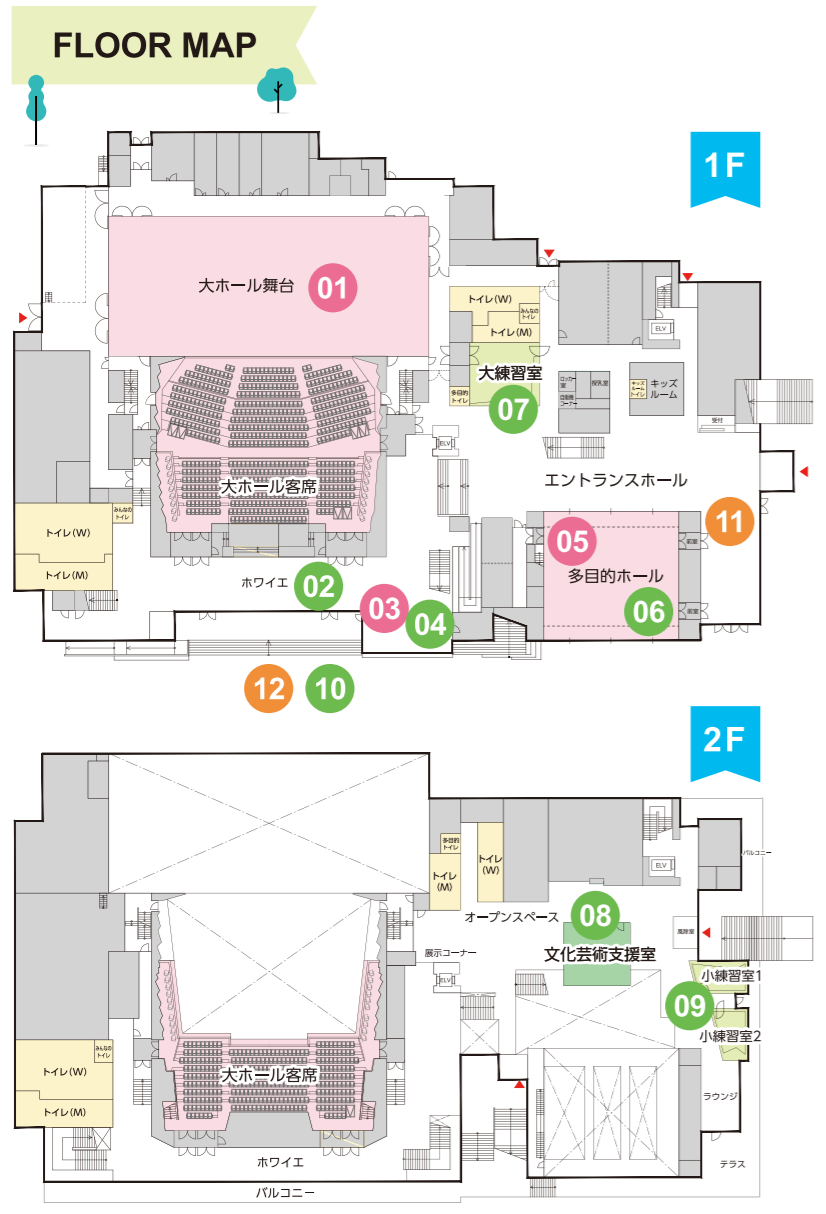 FLOOR MAP
1F
大ホール舞台
01
トイレ(W)
みんなの
トイレ
トイレ(M)
大練習室
07
多目的
トイレ
ELV
ロッカー
室
授乳室
自販機
コーナー
キッズ
ルーム
トイレ
キッズ
ルーム
受付
ELV
エントランスホール
大ホール客席
トイレ(W)
みんなの
トイレ
トイレ(M)
ホワイエ
02
03
04
05
多目的ホール
06
前室
前室
11
12
10
2F
多目的
トイレ
トイレ
(M)
トイレ
(W)
ELV
バルコニー
オープンスペース
08
文化芸術支援室
風除室
展示コーナー
ELV
小練習室1
09
小練習室2
トイレ(W)
みんなの
トイレ
トイレ(M)
大ホール客席
ホワイエ
バルコニー
ラウンジ
テラス